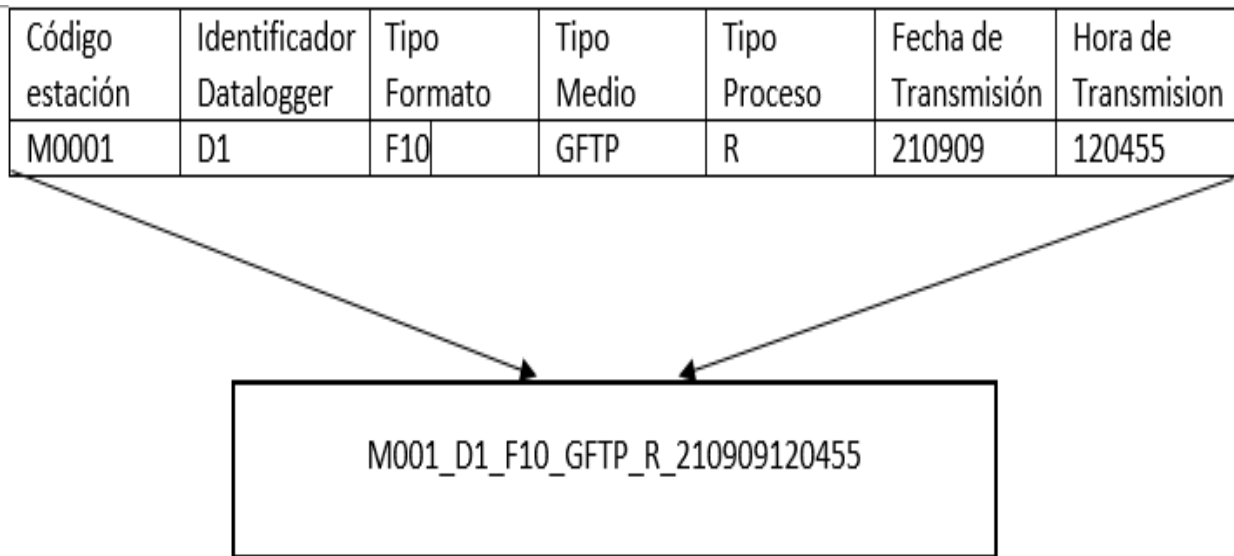 Código estación | Identificador Datalogger | Tipo Formato | Tipo Medio | Tipo Proceso | Fecha de Transmisión | Hora de Transmision
M0001 | D1 | F10 | GFTP | R | 210909 | 120455
M001_D1_F10_GFTP_R_210909120455